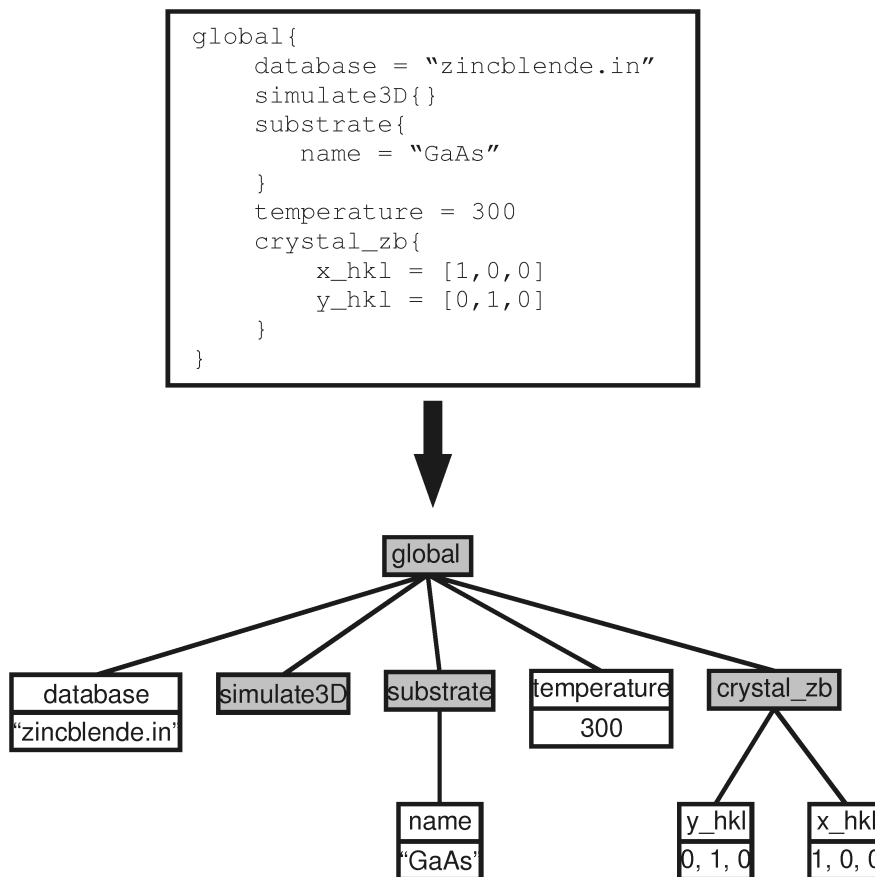 global{
database = “zincblende.in”
simulate3D{}
substrate{
name = “GaAs”
}
temperature = 300
crystal_zb{
x_hkl = [1,0,0]
y_hkl = [0,1,0]
}
}
global
database
“zincblende.in”
simulate3D
substrate
temperature
300
crystal_zb
name
“GaAs”
y_hkl
0, 1, 0
x_hkl
1, 0, 0